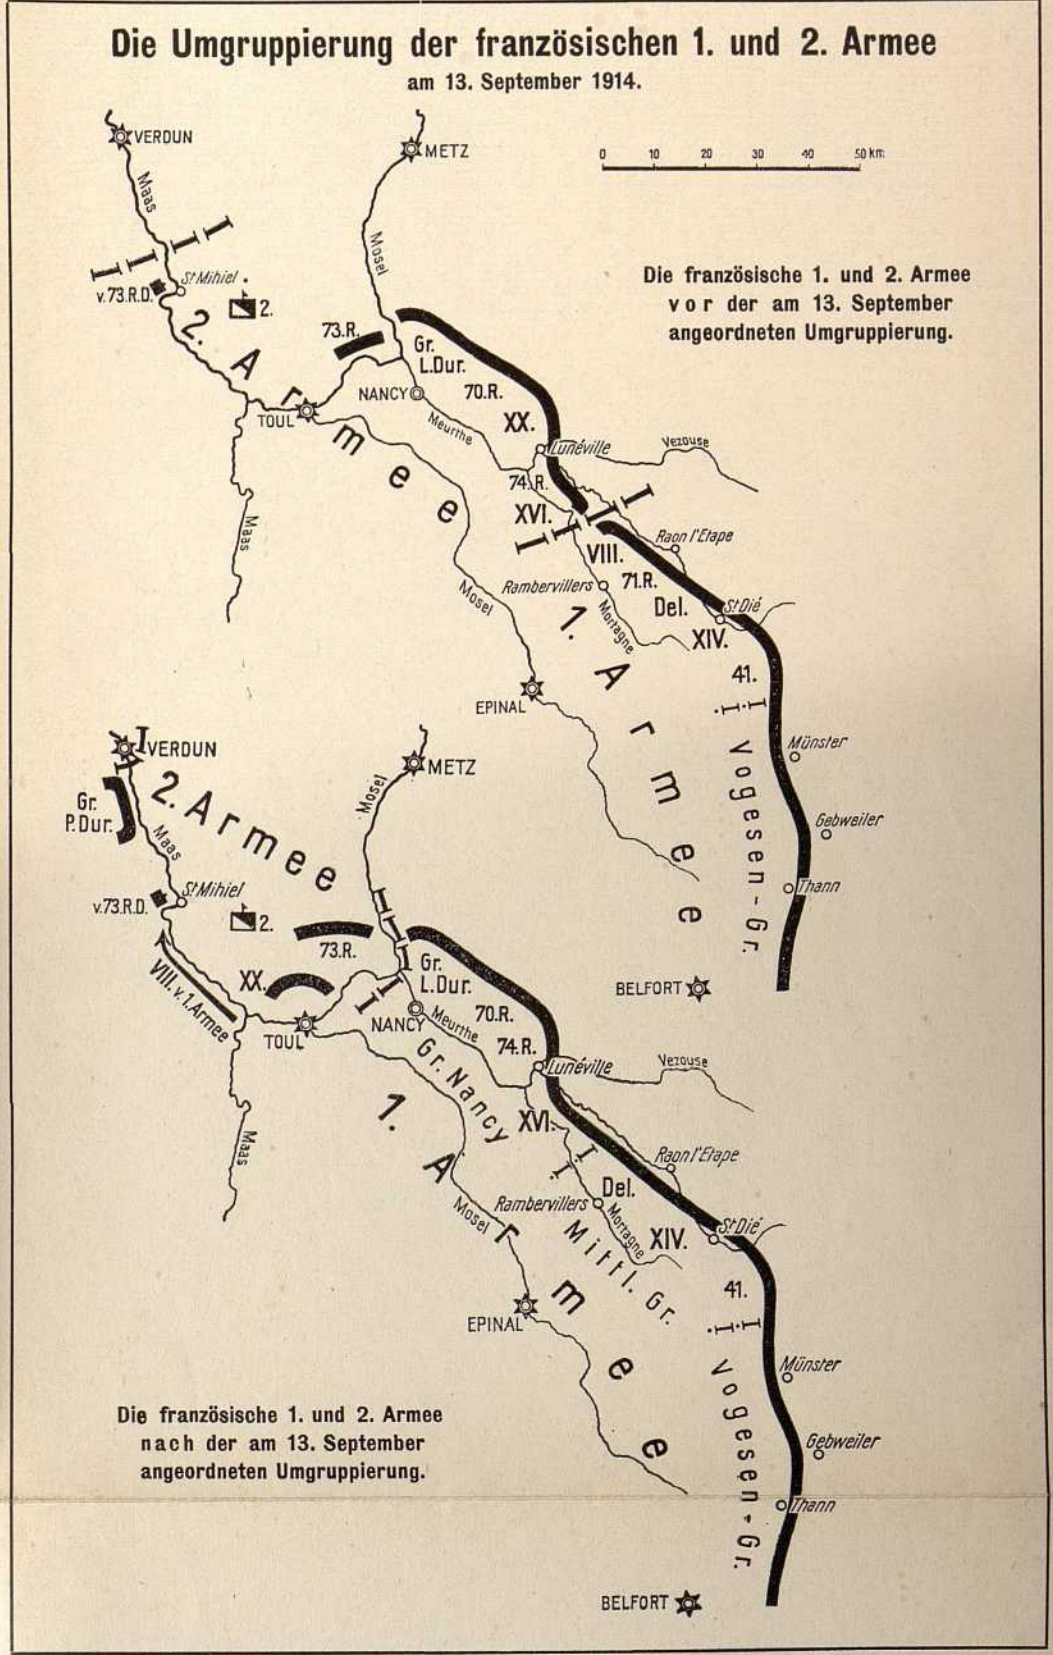 Die Umgruppierung der französischen 1. und 2. Armee
am 13. September 1914.
VERDUN
METZ
0 10 20 30 40 50 km
Maas
Mosel
St Mihiel
v.73.R.D.
2.
Die französische 1. und 2. Armee
vor der am 13. September
angeordneten Umgruppierung.
2. Armee
73.R.
Gr.
L.Dur.
NANCY
70.R.
TOUL
Meurthe
XX.
Lunéville
Vezouse
74.R.
XVI.
Maas
Raon l'Etape
VIII.
Rambervillers
71.R.
Mosel
Mortagne
Del.
St Dié
XIV.
1. Armee
41.
EPINAL
Münster
Vogesen-Gr.
Gebweiler
Thann
BELFORT
VERDUN
METZ
2. Armee
Mosel
Gr.
P.Dur.
Maas
St Mihiel
v.73.R.D.
2.
73.R.
VIII. v. 1. Armee
XX.
Gr.
L.Dur.
70.R.
NANCY
Meurthe
TOUL
74.R.
Gr. Nancy
Lunéville
Vezouse
1. Armee
XVI.
Maas
Raon l'Etape
Del.
Rambervillers
Mosel
Mortagne
St Dié
XIV.
Mittl. Gr.
41.
EPINAL
Münster
Vogesen-Gr.
Die französische 1. und 2. Armee
nach der am 13. September
angeordneten Umgruppierung.
Gebweiler
Thann
BELFORT